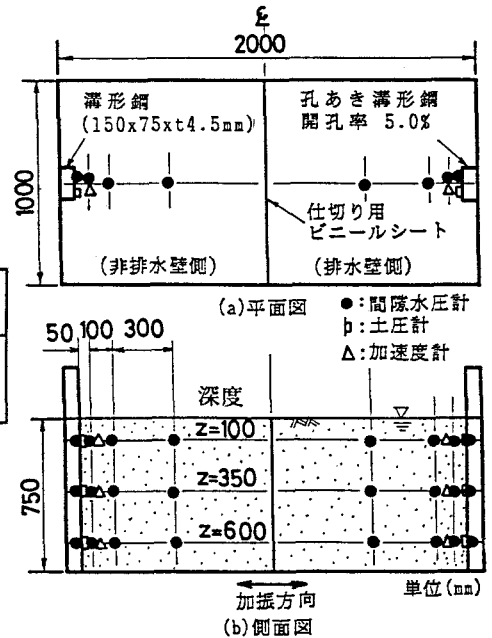 ℄
2000
溝形鋼
(150x75xt4.5mm)
孔あき溝形鋼
開孔率 5.0%
1000
仕切り用
ビニールシート
(非排水壁側)
(排水壁側)
(a)平面図
●:間隙水圧計
:土圧計
△:加速度計
50 100 300
深度
z=100
z=350
z=600
750
加振方向
単位(mm)
(b)側面図